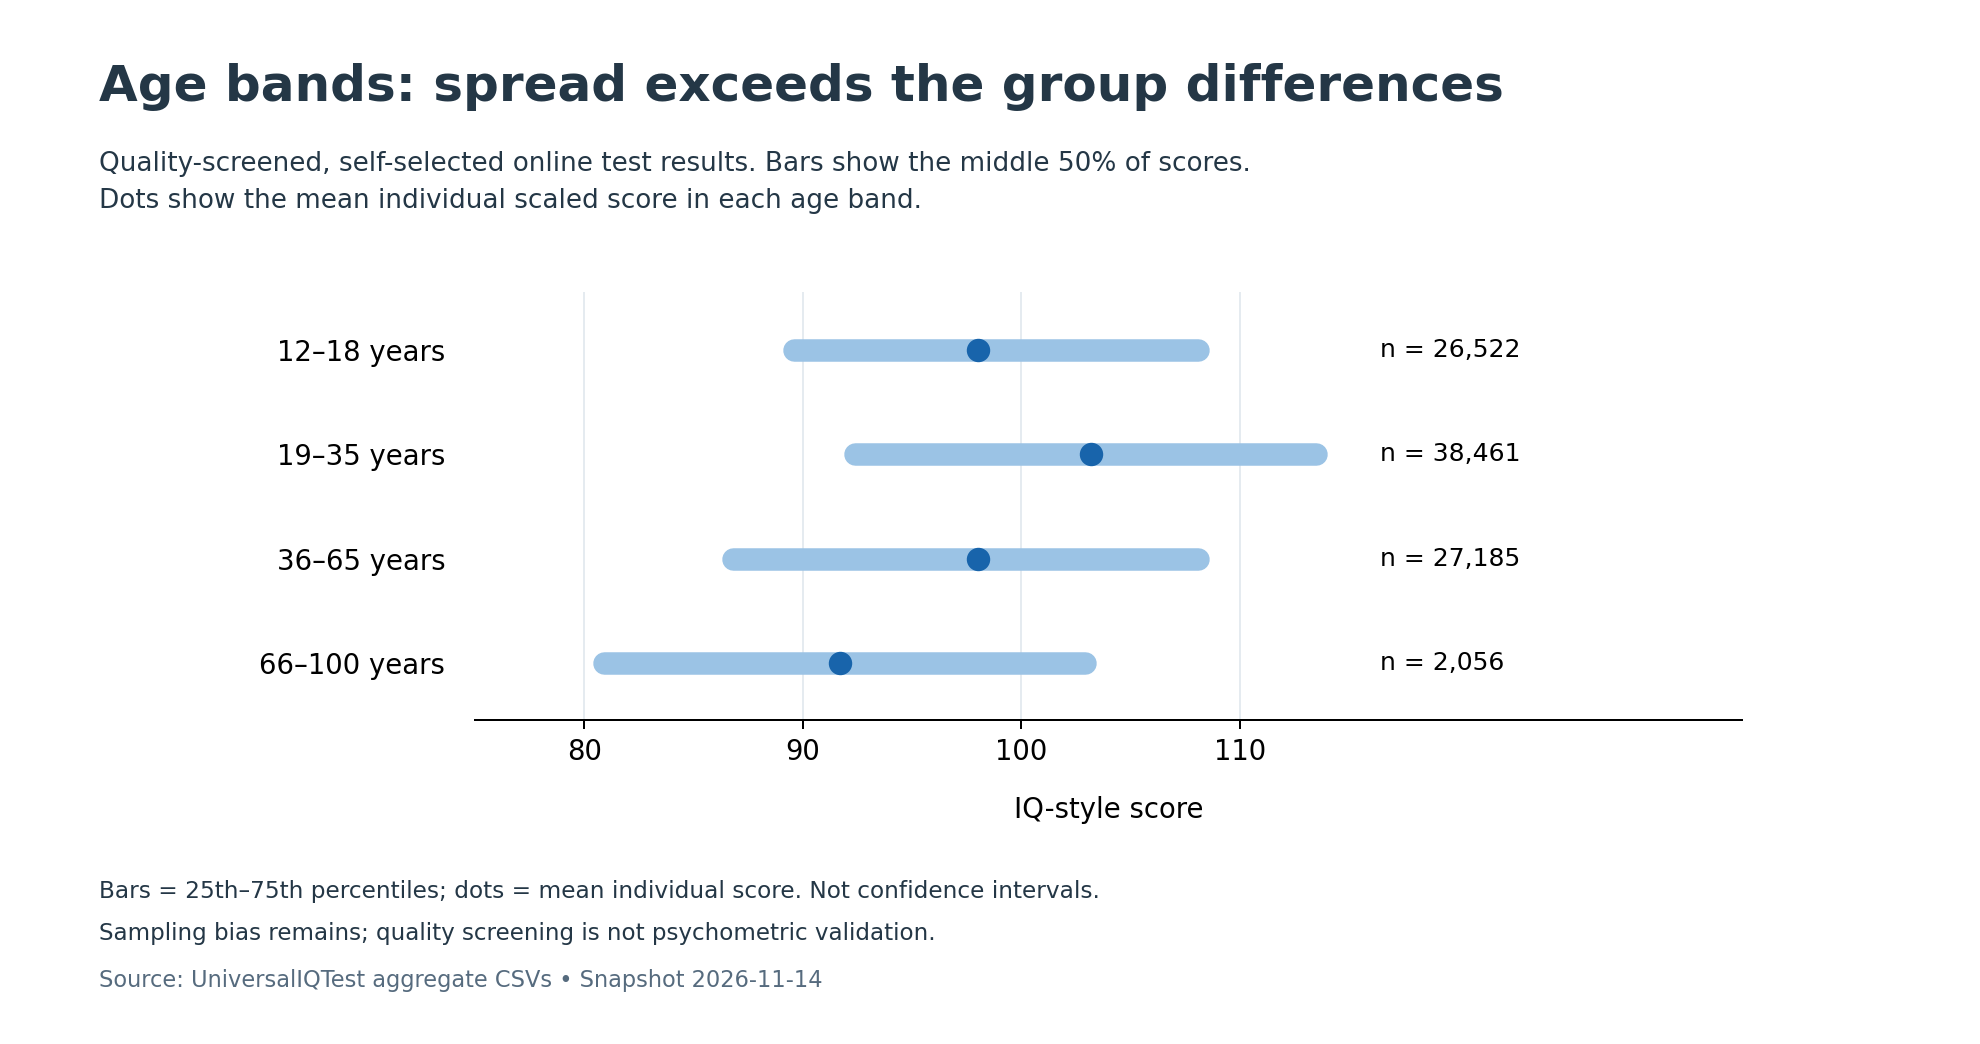 Age bands: spread exceeds the group differences
Quality-screened, self-selected online test results. Bars show the middle 50% of scores.
Dots show the mean individual scaled score in each age band.
12–18 years
n = 26,522
19–35 years
n = 38,461
36–65 years
n = 27,185
66–100 years
n = 2,056
80
90
100
110
IQ-style score
Bars = 25th–75th percentiles; dots = mean individual score. Not confidence intervals.
Sampling bias remains; quality screening is not psychometric validation.
Source: UniversalIQTest aggregate CSVs • Snapshot 2026-11-14